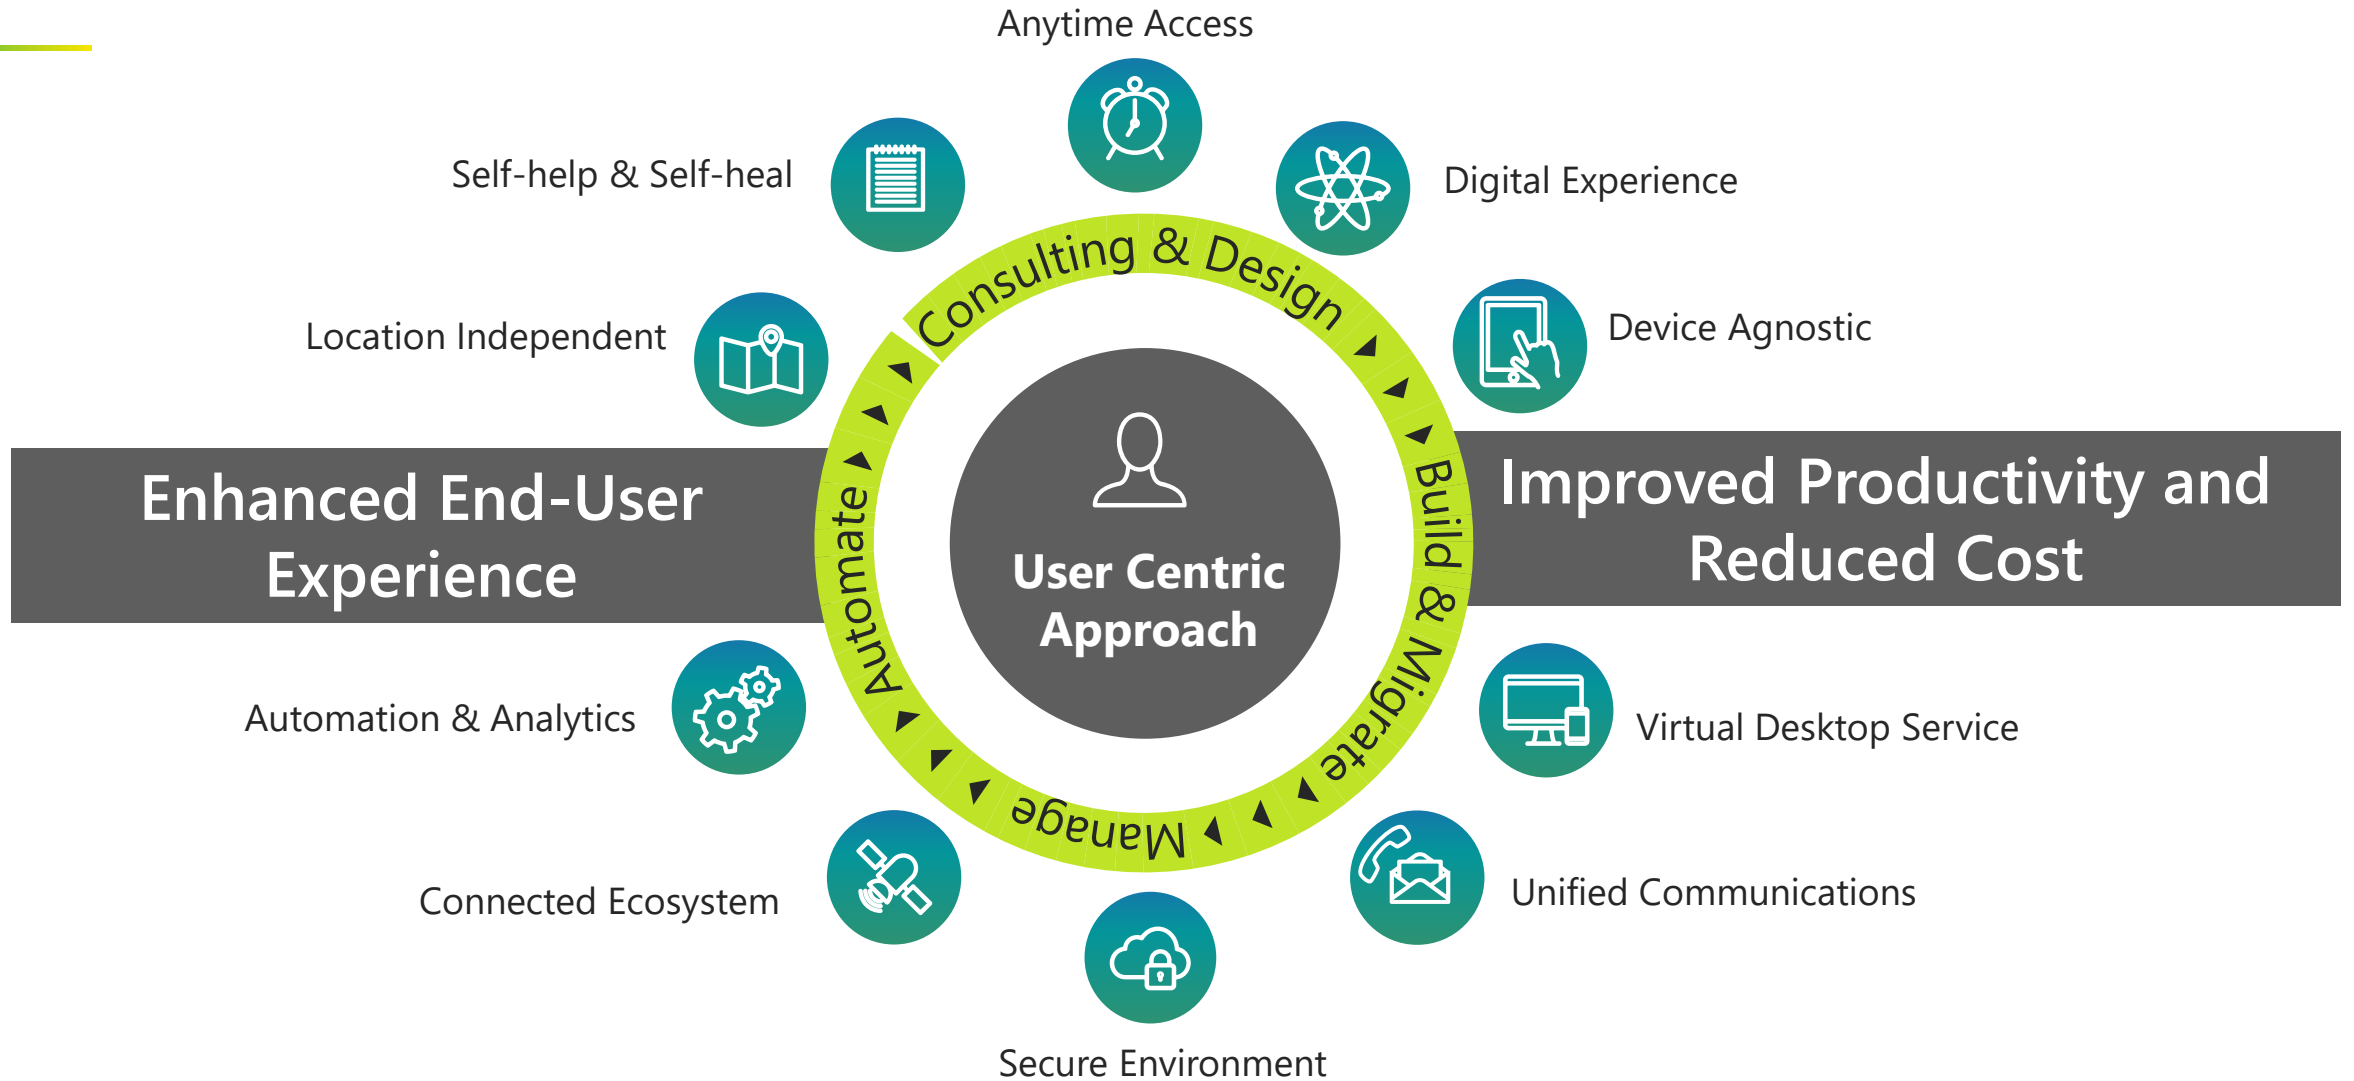 Anytime Access
Self-help & Self-heal
Digital Experience
Location Independent
Device Agnostic
Consulting & Design
Build & Migrate
Manage
Automate
Enhanced End-User
Experience
User Centric
Approach
Improved Productivity and
Reduced Cost
Automation & Analytics
Virtual Desktop Service
Connected Ecosystem
Unified Communications
Secure Environment